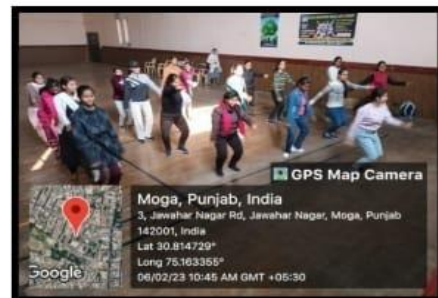 GPS Map Camera
Moga, Punjab, India
3, Jawahar Nagar Rd, Jawahar Nagar, Moga, Punjab
142001, India
Lat 30.814729°
Long 75.163355°
06/02/23 10:45 AM GMT +05:30
Google